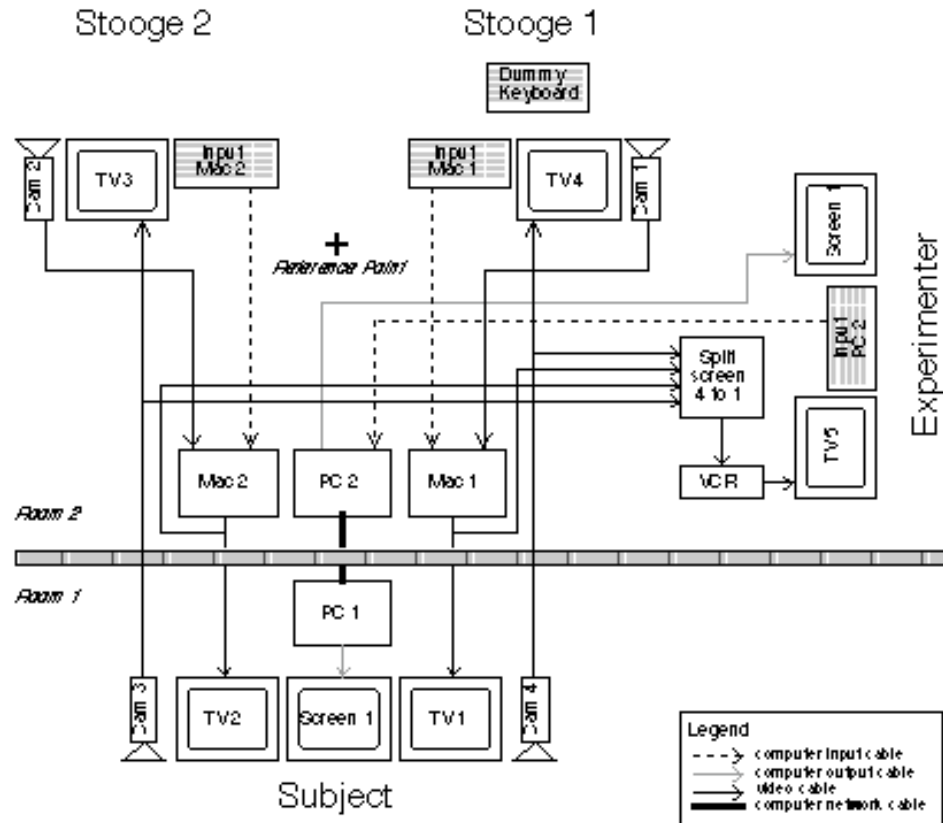 Stooge 2
Stooge 1
Dummy
Keyboard
Cam 2
TV3
Input
Mac 2
Input
Mac 1
TV4
Cam 1
Screen 1
Reference Point
Input
PC 2
Experimenter
Split
screen
4 to 1
TV5
Mac 2
PC 2
Mac 1
VCR
Room 2
Room 1
PC 1
Cam 3
TV2
Screen 1
TV1
Cam 4
Subject
Legend
computer input cable
computer output cable
video cable
computer network cable